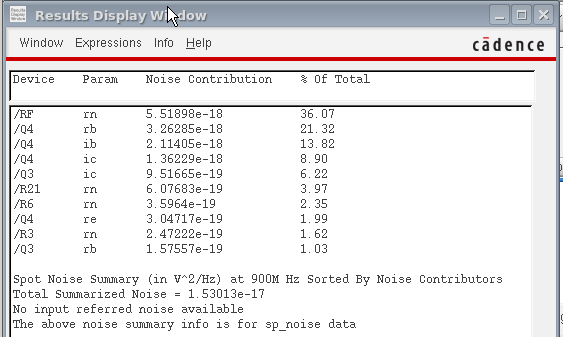 Results Display Window
Window Expressions Info Help
cādence
Device Param Noise Contribution % Of Total
/RF rn 5.51898e-18 36.07
/Q4 rb 3.26285e-18 21.32
/Q4 ib 2.11405e-18 13.82
/Q4 ic 1.36229e-18 8.90
/Q3 ic 9.51665e-19 6.22
/R21 rn 6.07683e-19 3.97
/R6 rn 3.5964e-19 2.35
/Q4 re 3.04717e-19 1.99
/R3 rn 2.47222e-19 1.62
/Q3 rb 1.57557e-19 1.03
Spot Noise Summary (in V^2/Hz) at 900M Hz Sorted By Noise Contributors
Total Summarized Noise = 1.53013e-17
No input referred noise available
The above noise summary info is for sp_noise data